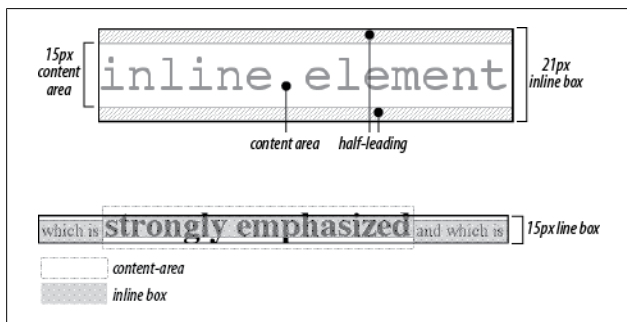 15px
content
area
inline element
21px
inline box
content area
half-leading
which is strongly emphasized and which is
15px line box
content-area
inline box